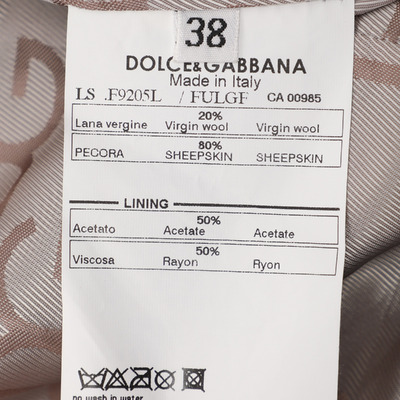 38
DOLCE&GABBANA
Made in Italy
LS .F9205L / FULGF CA 00985
20%
Lana vergine Virgin wool Virgin wool
80%
PECORA SHEEPSKIN SHEEPSKIN
LINING
50%
Acetato Acetate Acetate
50%
Viscosa Rayon Ryon
no wash in water